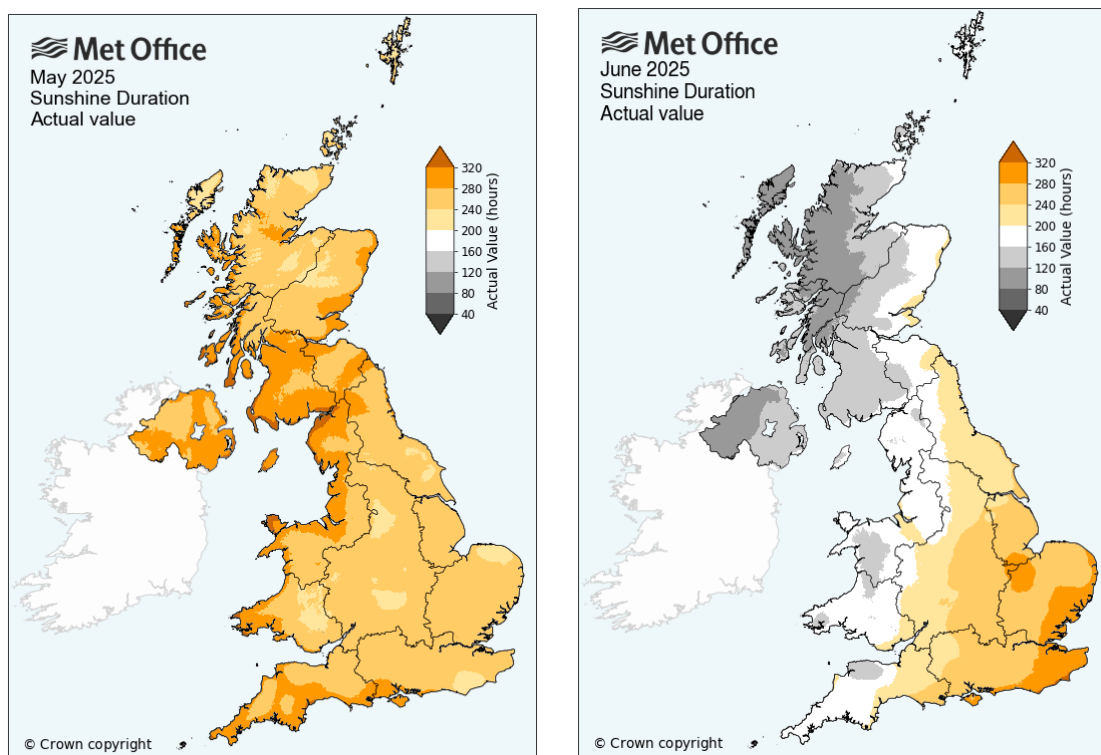 Met Office
May 2025
Sunshine Duration
Actual value
320
280
240
200
160
120
80
40
Actual Value (hours)
© Crown copyright
Met Office
June 2025
Sunshine Duration
Actual value
320
280
240
200
160
120
80
40
Actual Value (hours)
© Crown copyright